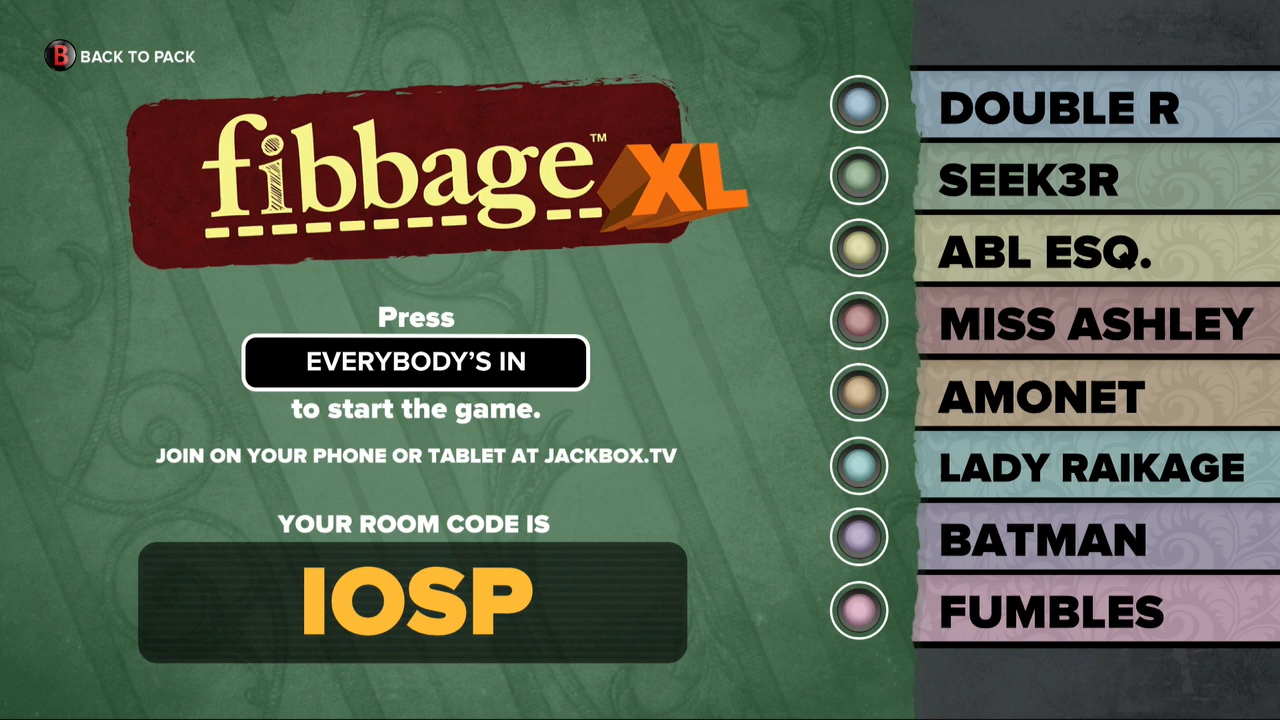 B BACK TO PACK
fibbage™ XL
Press
EVERYBODY'S IN
to start the game.
JOIN ON YOUR PHONE OR TABLET AT JACKBOX.TV
YOUR ROOM CODE IS
IOSP
DOUBLE R
SEEK3R
ABL ESQ.
MISS ASHLEY
AMONET
LADY RAIKAGE
BATMAN
FUMBLES